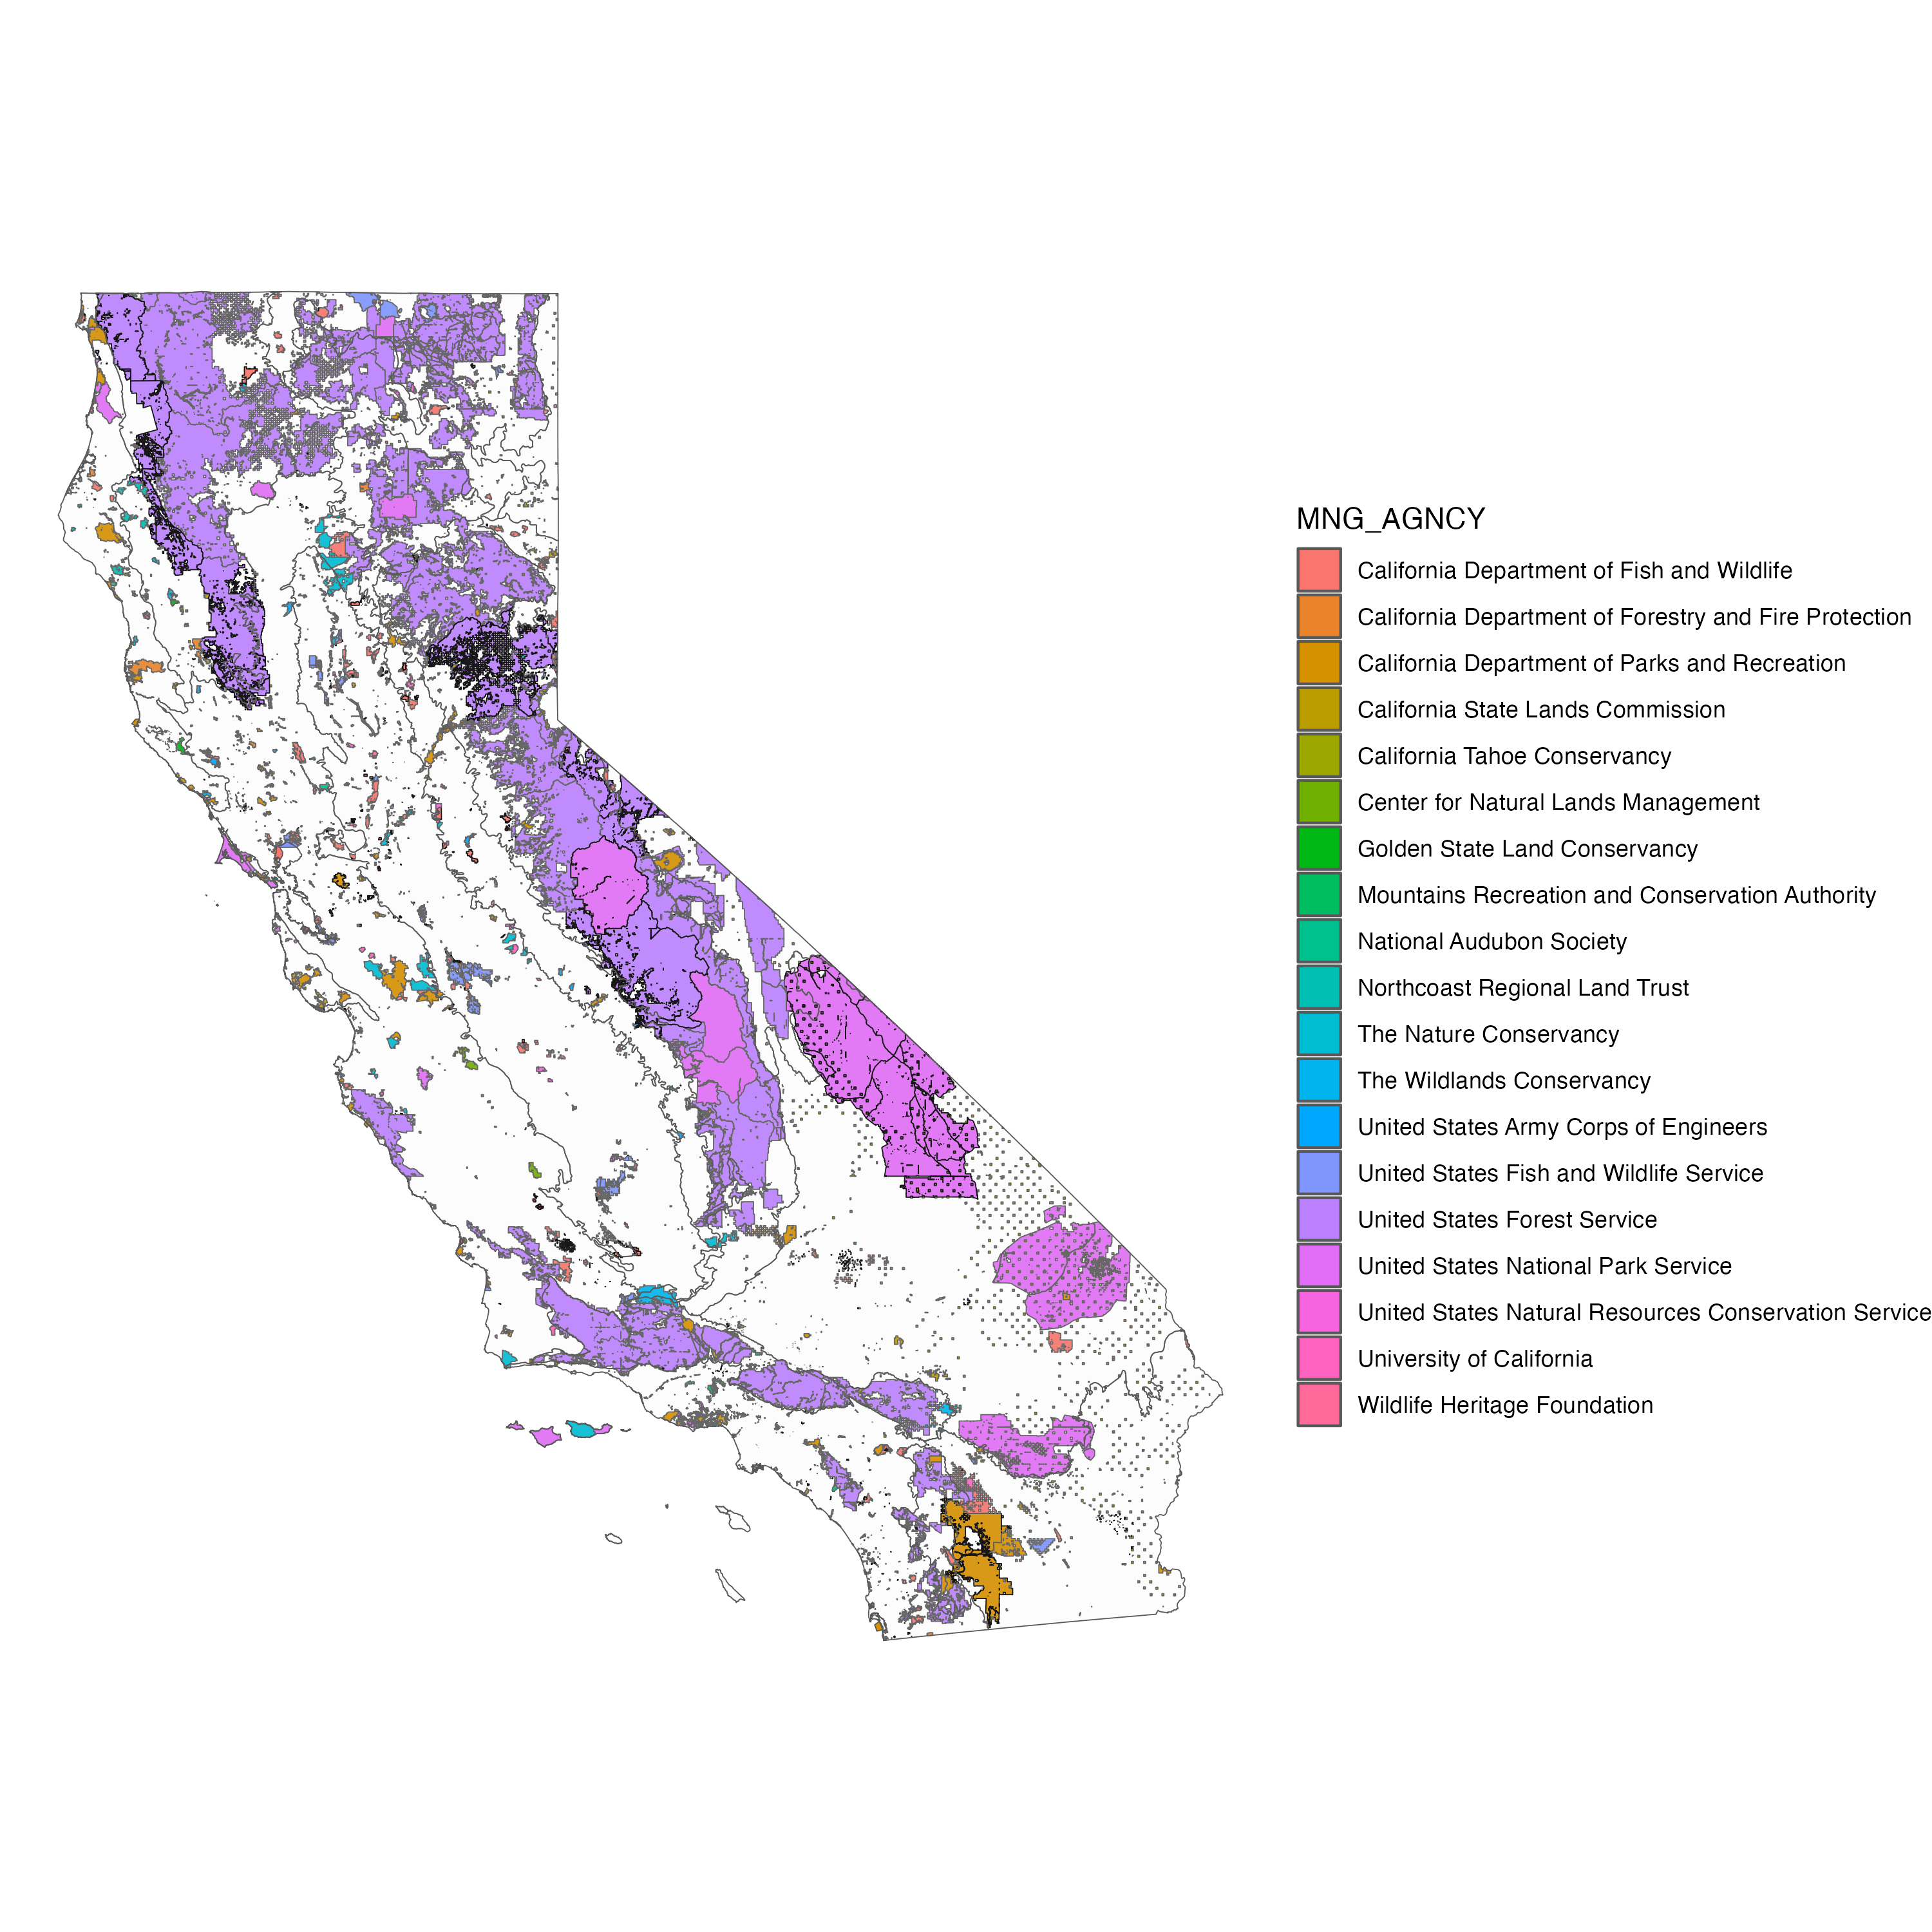 MNG_AGNCY
California Department of Fish and Wildlife
California Department of Forestry and Fire Protection
California Department of Parks and Recreation
California State Lands Commission
California Tahoe Conservancy
Center for Natural Lands Management
Golden State Land Conservancy
Mountains Recreation and Conservation Authority
National Audubon Society
Northcoast Regional Land Trust
The Nature Conservancy
The Wildlands Conservancy
United States Army Corps of Engineers
United States Fish and Wildlife Service
United States Forest Service
United States National Park Service
United States Natural Resources Conservation Service
University of California
Wildlife Heritage Foundation